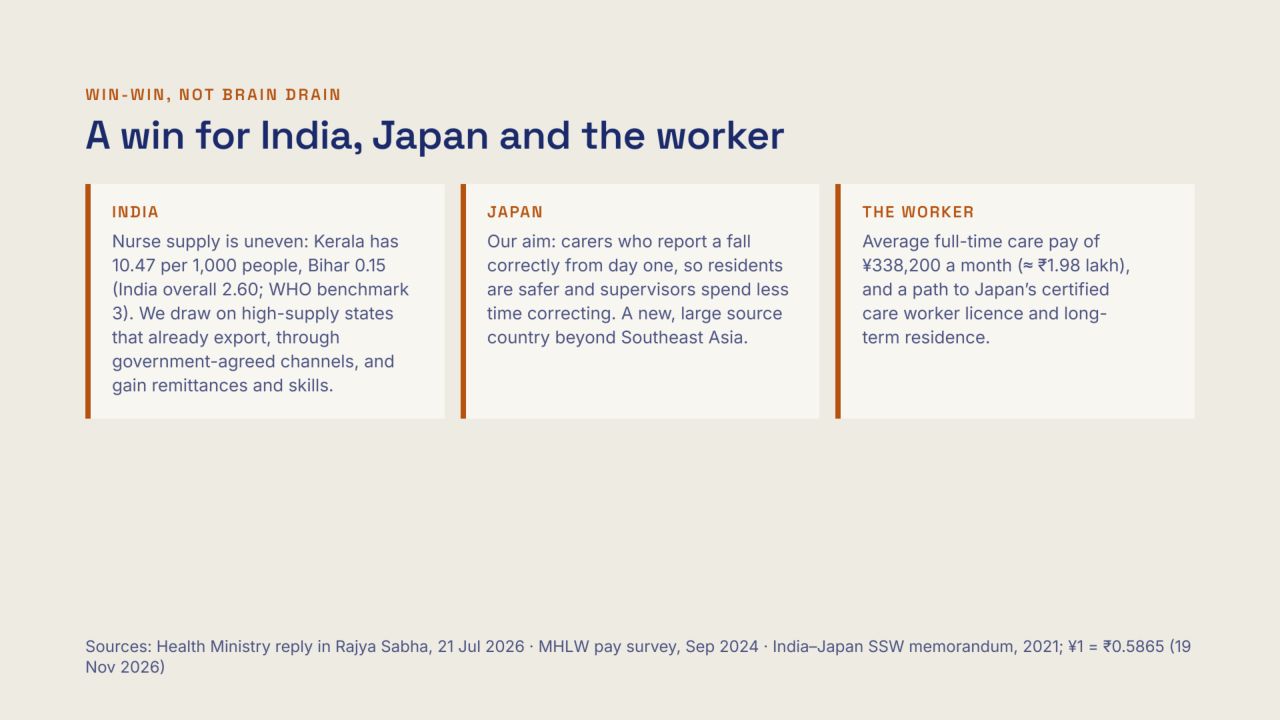 WIN-WIN, NOT BRAIN DRAIN
A win for India, Japan and the worker
INDIA
Nurse supply is uneven: Kerala has
10.47 per 1,000 people, Bihar 0.15
(India overall 2.60; WHO benchmark
3). We draw on high-supply states
that already export, through
government-agreed channels, and
gain remittances and skills.
JAPAN
Our aim: carers who report a fall
correctly from day one, so residents
are safer and supervisors spend less
time correcting. A new, large source
country beyond Southeast Asia.
THE WORKER
Average full-time care pay of
¥338,200 a month (≈ ₹1.98 lakh),
and a path to Japan’s certified
care worker licence and long-
term residence.
Sources: Health Ministry reply in Rajya Sabha, 21 Jul 2026 · MHLW pay survey, Sep 2024 · India–Japan SSW memorandum, 2021; ¥1 = ₹0.5865 (19
Nov 2026)